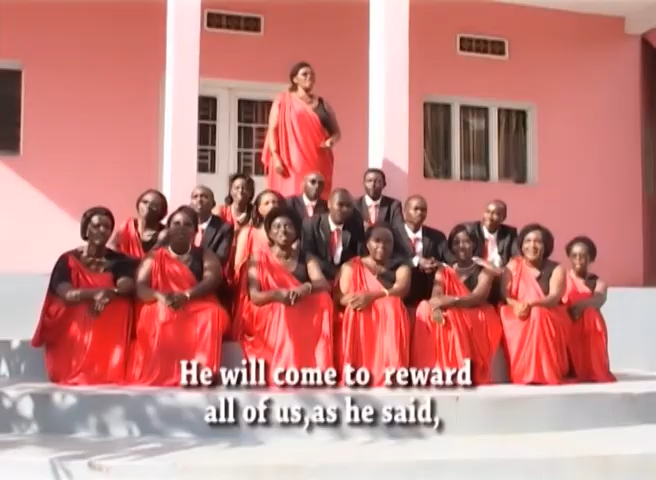 He will come to reward
all of us,as he said,